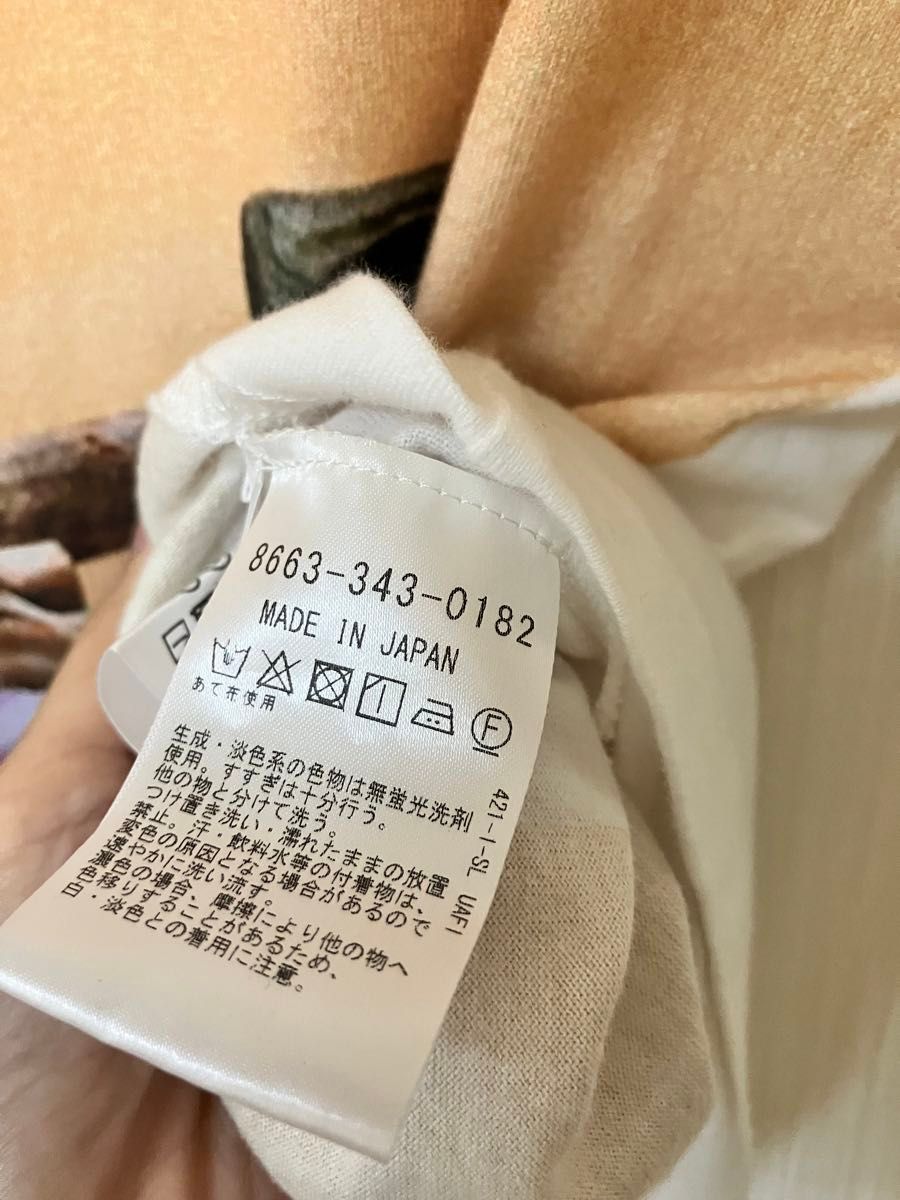 8663-343-0182
MADE IN JAPAN
あて布使用
F
生成・淡色系の色物は無蛍光洗剤
使用。すすぎは十分行う。
他の物と分けて洗う。
つけ置き洗い・濡れたままの放置
禁止。汗・飲料水等の付着物は、
変色の原因となる場合があるので
速やかに洗い流す。
濃色の場合、摩擦により他の物へ
色移りすることがあるため、
白・淡色との着用に注意。
421-1-SL UAF1